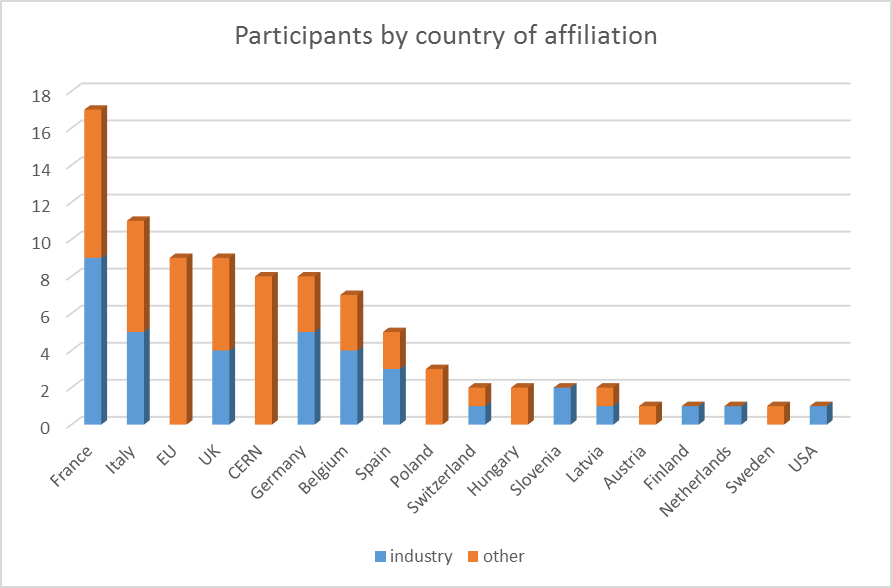 Participants by country of affiliation
18
16
14
12
10
8
6
4
2
0
France
Italy
EU
UK
CERN
Germany
Belgium
Spain
Poland
Switzerland
Hungary
Slovenia
Latvia
Austria
Finland
Netherlands
Sweden
USA
industry other